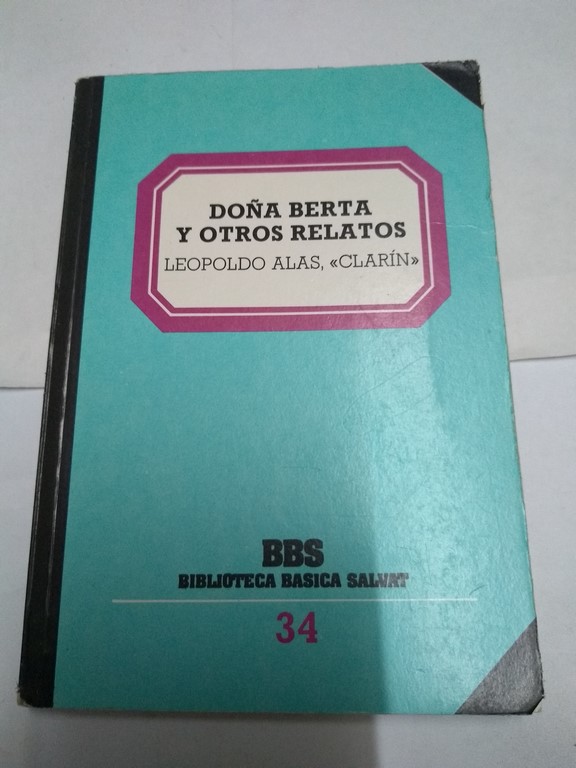 DOÑA BERTA
Y OTROS RELATOS
LEOPOLDO ALAS, «CLARÍN»
BBS
BIBLIOTECA BASICA SALVAT
34